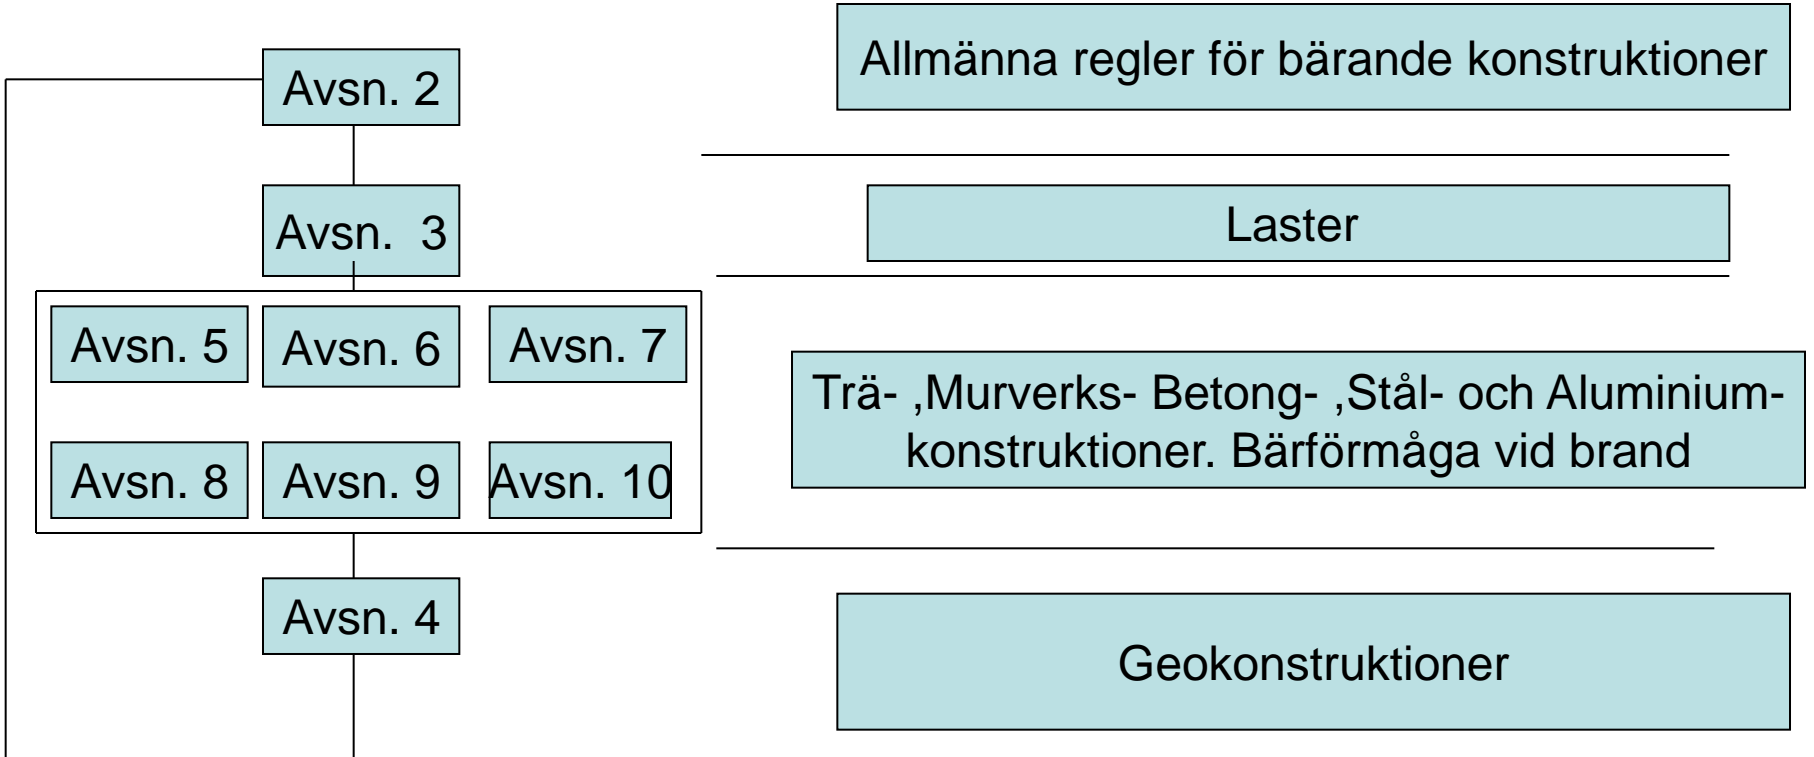 Avsn. 2
Allmänna regler för bärande konstruktioner
Avsn.  3
Laster
Avsn. 5
Avsn. 6
Avsn. 7
Avsn. 8
Avsn. 9
Avsn. 10
Trä- ,Murverks- Betong- ,Stål- och Aluminium-
konstruktioner. Bärförmåga vid brand
Avsn. 4
Geokonstruktioner